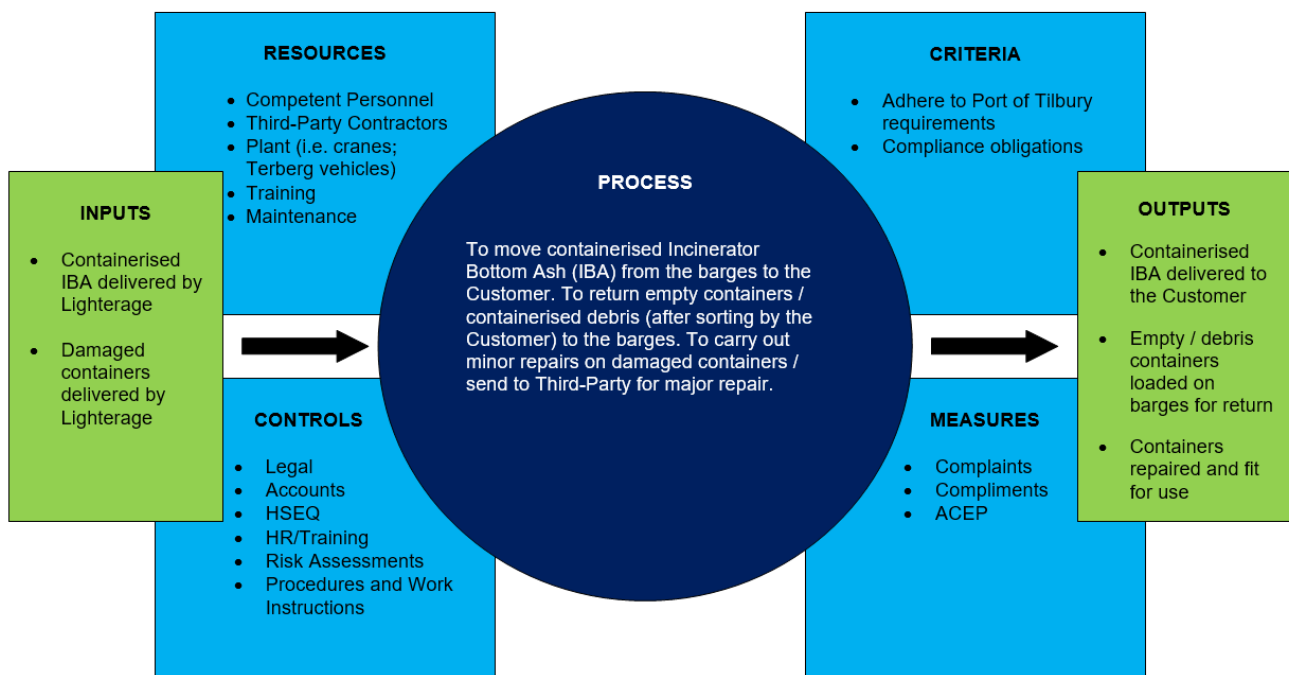 RESOURCES
• Competent Personnel
• Third-Party Contractors
• Plant (i.e. cranes;
Terberg vehicles)
• Training
• Maintenance
CRITERIA
• Adhere to Port of Tilbury
requirements
• Compliance obligations
INPUTS
• Containerised
IBA delivered by
Lighterage
• Damaged
containers
delivered by
Lighterage
PROCESS
To move containerised Incinerator
Bottom Ash (IBA) from the barges to the
Customer. To return empty containers /
containerised debris (after sorting by the
Customer) to the barges. To carry out
minor repairs on damaged containers /
send to Third-Party for major repair.
OUTPUTS
• Containerised
IBA delivered to
the Customer
• Empty / debris
containers
loaded on
barges for return
• Containers
repaired and fit
for use
CONTROLS
• Legal
• Accounts
• HSEQ
• HR/Training
• Risk Assessments
• Procedures and Work
Instructions
MEASURES
• Complaints
• Compliments
• ACEP